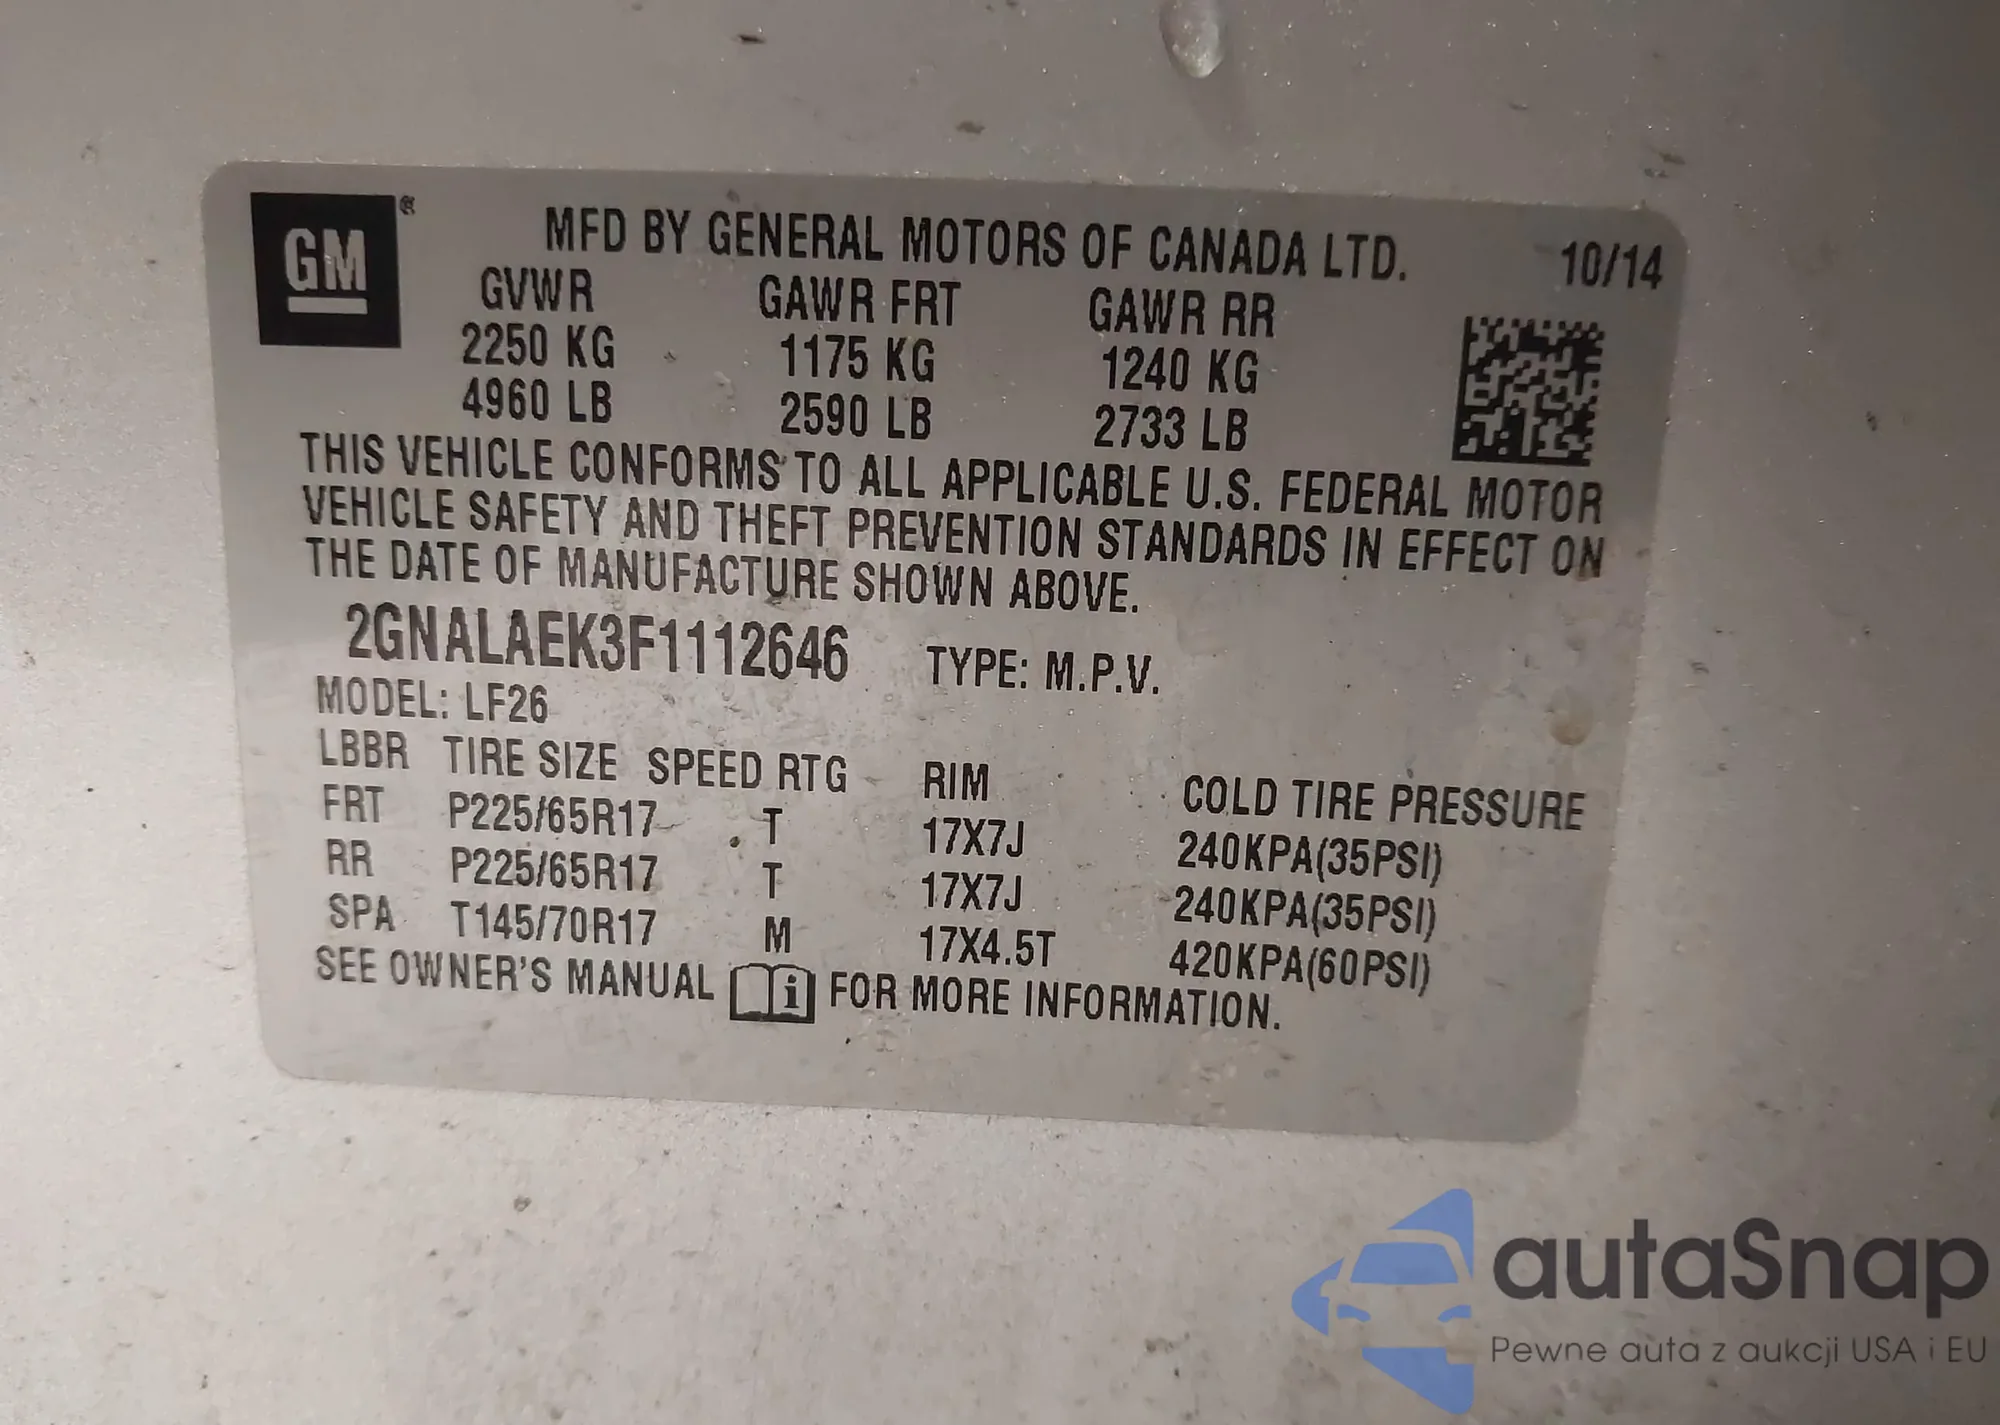 GM®
MFD BY GENERAL MOTORS OF CANADA LTD. 10/14
GVWR GAWR FRT GAWR RR
2250 KG 1175 KG 1240 KG
4960 LB 2590 LB 2733 LB
THIS VEHICLE CONFORMS TO ALL APPLICABLE U.S. FEDERAL MOTOR
VEHICLE SAFETY AND THEFT PREVENTION STANDARDS IN EFFECT ON
THE DATE OF MANUFACTURE SHOWN ABOVE.
2GNALAEK3F1112646 TYPE: M.P.V.
MODEL: LF26
LBBR TIRE SIZE SPEED RTG RIM COLD TIRE PRESSURE
FRT P225/65R17 T 17X7J 240KPA(35PSI)
RR P225/65R17 T 17X7J 240KPA(35PSI)
SPA T145/70R17 M 17X4.5T 420KPA(60PSI)
SEE OWNER'S MANUAL i FOR MORE INFORMATION.
autaSnap
Pewne auta z aukcji USA i EU